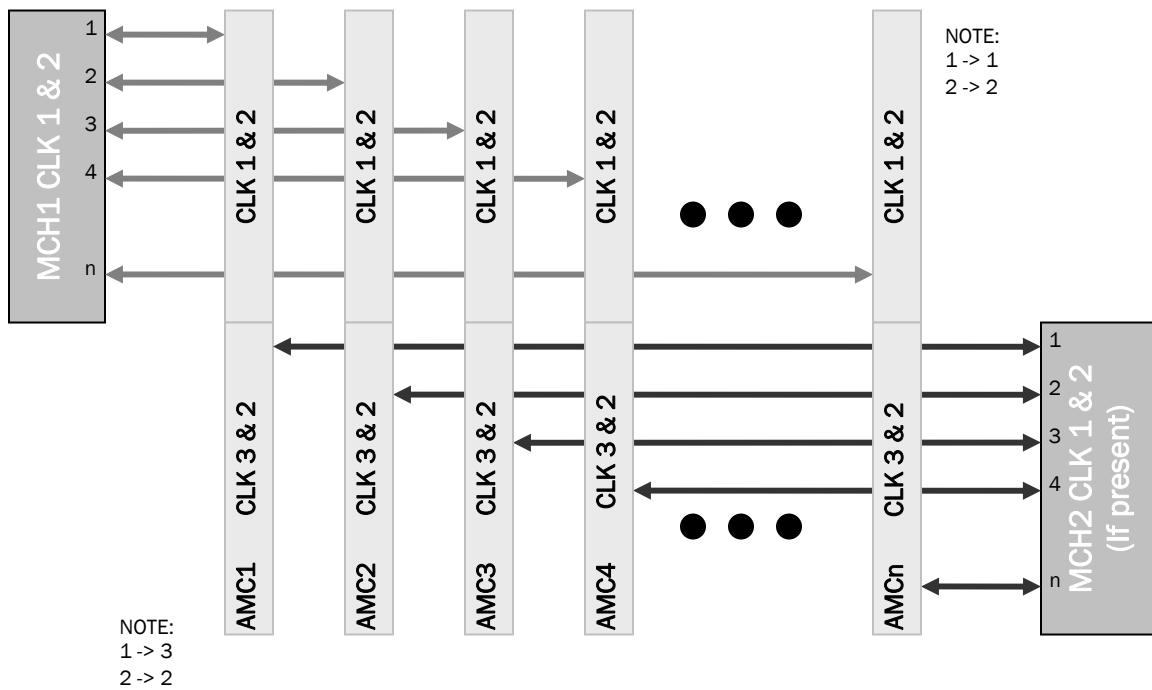 MCH1 CLK 1 & 2
1
2
3
4
n
CLK 1 & 2
CLK 1 & 2
CLK 1 & 2
CLK 1 & 2
CLK 1 & 2
NOTE:
1 -> 1
2 -> 2
CLK 3 & 2
CLK 3 & 2
CLK 3 & 2
CLK 3 & 2
CLK 3 & 2
AMC1
AMC2
AMC3
AMC4
AMCn
1
2
3
4
n
MCH2 CLK 1 & 2
(If present)
NOTE:
1 -> 3
2 -> 2